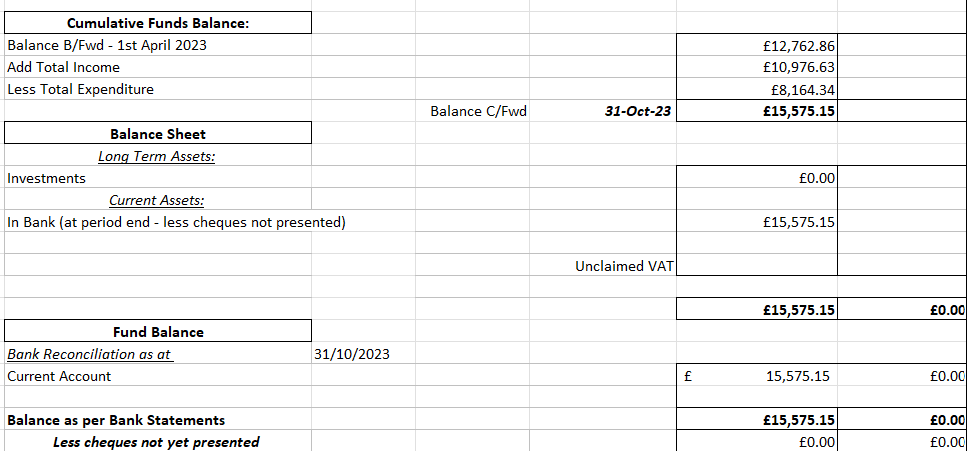 Cumulative Funds Balance:
Balance B/Fwd - 1st April 2023 £12,762.86
Add Total Income £10,976.63
Less Total Expenditure £8,164.34
Balance C/Fwd 31-Oct-23 £15,575.15
Balance Sheet
Long Term Assets:
Investments £0.00
Current Assets:
In Bank (at period end - less cheques not presented) £15,575.15
Unclaimed VAT
£15,575.15 £0.00
Fund Balance
Bank Reconciliation as at 31/10/2023
Current Account £ 15,575.15 £0.00
Balance as per Bank Statements £15,575.15 £0.00
Less cheques not yet presented £0.00 £0.00